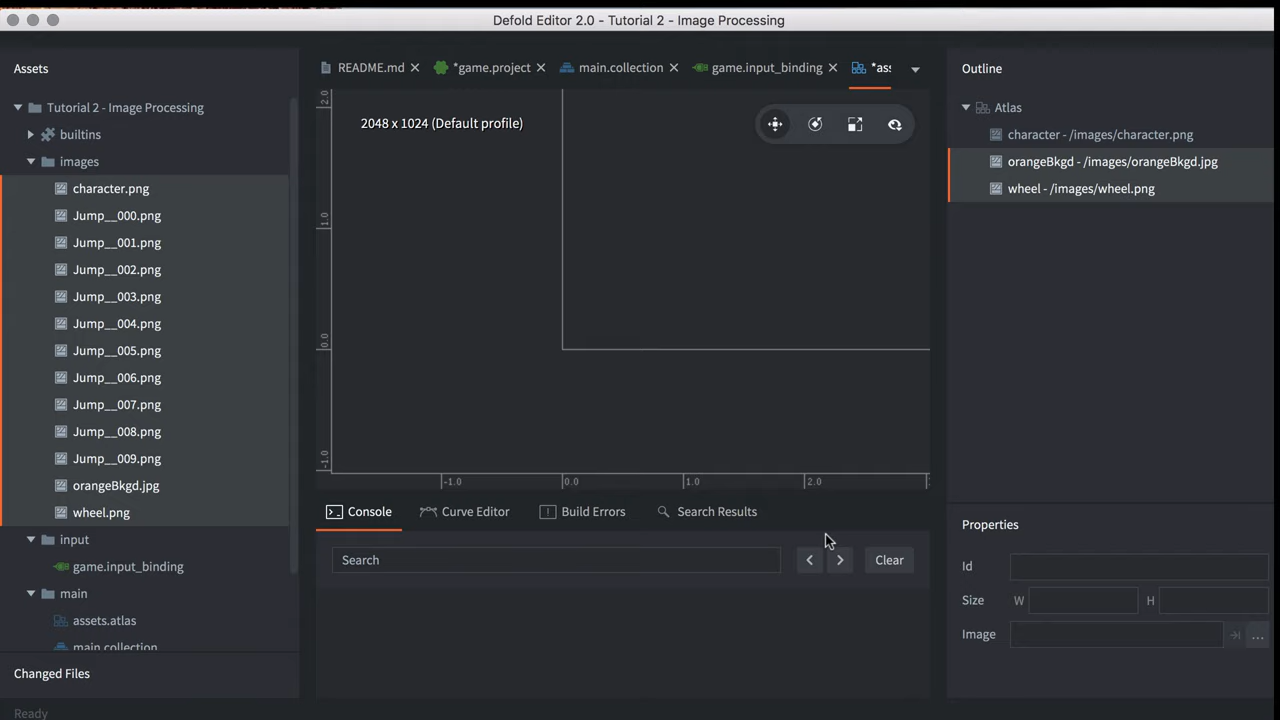 Defold Editor 2.0 - Tutorial 2 - Image Processing
Assets
Tutorial 2 - Image Processing
builtins
images
character.png
Jump__000.png
Jump__001.png
Jump__002.png
Jump__003.png
Jump__004.png
Jump__005.png
Jump__006.png
Jump__007.png
Jump__008.png
Jump__009.png
orangeBkgd.jpg
wheel.png
input
game.input_binding
main
assets.atlas
main.collection
Changed Files
Ready
README.md
*game.project
main.collection
game.input_binding
*ass
2048 x 1024 (Default profile)
2.0
1.0
0.0
-1.0
-1.0
0.0
1.0
2.0
Console
Curve Editor
Build Errors
Search Results
Search
Clear
Outline
Atlas
character - /images/character.png
orangeBkgd - /images/orangeBkgd.jpg
wheel - /images/wheel.png
Properties
Id
Size W H
Image ...